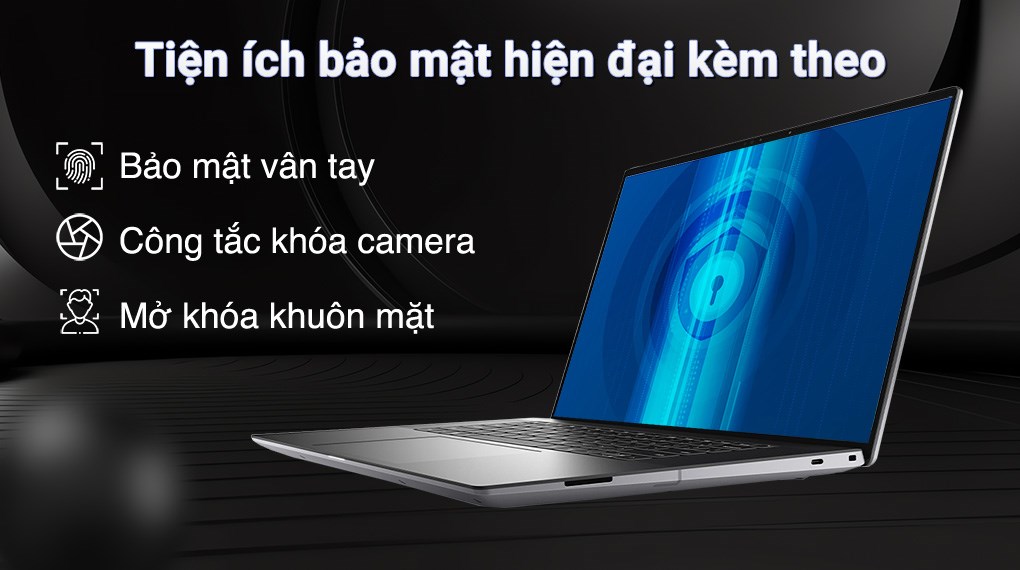 Tiện ích bảo mật hiện đại kèm theo
Bảo mật vân tay
Công tắc khóa camera
Mở khóa khuôn mặt